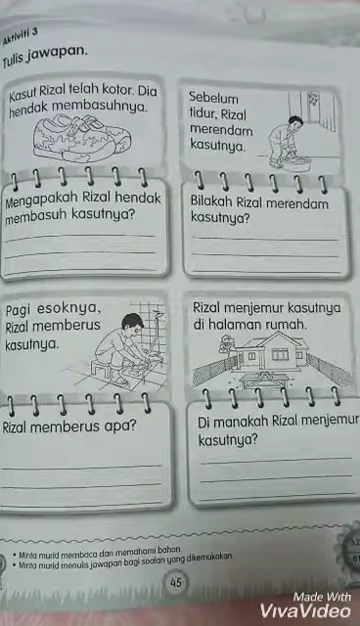 Aktiviti 3
Tulis jawapan.
Kasut Rizal telah kotor. Dia
hendak membasuhnya.
Mengapakah Rizal hendak
membasuh kasutnya?
Sebelum
tidur, Rizal
merendam
kasutnya.
Bilakah Rizal merendam
kasutnya?
Pagi esoknya,
Rizal memberus
kasutnya.
Rizal memberus apa?
Rizal menjemur kasutnya
di halaman rumah.
Di manakah Rizal menjemur
kasutnya?
• Minta murid membaca dan memahami bahan.
• Minta murid menulis jawapan bagi soalan yang dikemukakan.
45
Made With
VivaVideo